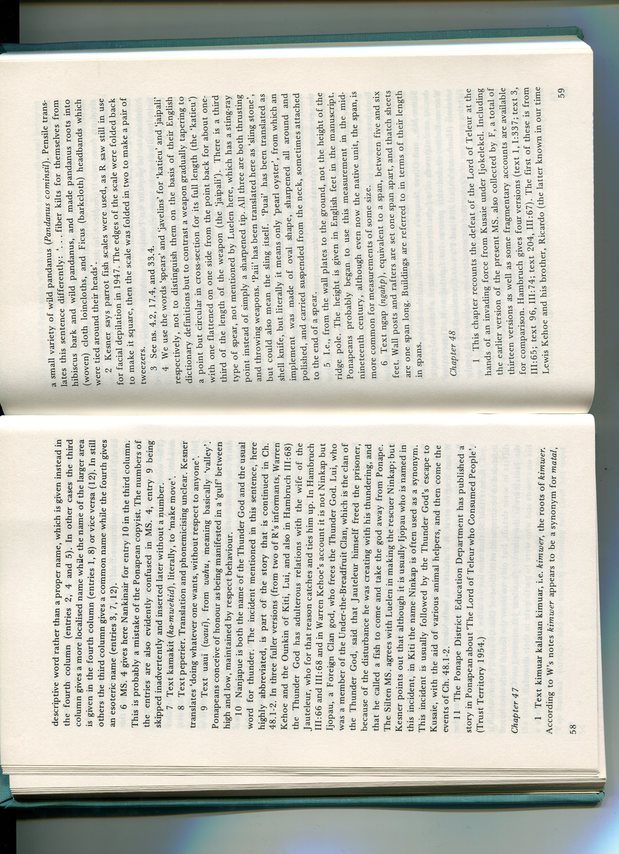 descriptive word rather than a proper name, which is given instead in
the fourth column (entries 2, 4 and 5). In other cases the third
column gives a more localised name while the name of the larger area
is given in the fourth column (entries 1, 8) or vice versa (12). In still
others the third column gives a common name while the fourth gives
an esoteric name (entries 3, 7, 12).
6 MS. 4 gives here Nankinair for entry 10 in the third column.
This is probably a mistake of the Ponapean copyist. The numbers of
the entries are also evidently confused in MS. 4, entry 9 being
skipped inadvertently and inserted later without a number.
7 Text kamakit (ka-mwekid), literally, to ‘make move’.
8 Text peperier. Translation and phonemicising unclear. Kesner
translates ‘doing whatever one wants, without respect to anyone’.
9 Text uaui (waui), from wahu, meaning basically ‘valley’.
Ponapeans conceive of honour as being manifested in a ‘gulf’ between
high and low, maintained by respect behaviour.
10 Nanjapue is both the name of the Thunder God and the usual
word for thunder. The incident mentioned in this sentence, here
highly abbreviated, is part of the story that is continued in Ch.
48.1-2. In three fuller versions (from two of R’s informants, Warren
Kehoe and the Ounkin of Kiti, Lui, and also in Hambruch III:68)
the Thunder God has adulterous relations with the wife of the
Jauteleur, who for that reason catches and ties him up. In Hambruch
III:66 and III:68 and in Warren Kehoe’s account it is not Ninkap but
Ijopau, a Foreign Clan god, who frees the Thunder God. Lui, who
was a member of the Under-the-Breadfruit Clan, which is the clan of
the Thunder God, said that Jauteleur himself freed the prisoner,
because of the disturbance he was creating with his thundering, and
that he called a fish to come and take the god away from Ponape.
The Silten MS. agrees with Luelen in making the rescuer Ninkap; but
Kesner points out that although it is usually Ijopau who is named in
this incident, in Kiti the name Ninkap is often used as a synonym.
This incident is usually followed by the Thunder God’s escape to
Kusaie, with the aid of various animal helpers, and then come the
events of Ch. 48.1-2.
11 The Ponape District Education Department has published a
story in Ponapean about ‘The Lord of Teleur who Consumed People’.
(Trust Territory 1954.)
Chapter 47
1 Text kimuar kalauan kimuar, i.e. kimwer, the roots of kimwer.
According to W’s notes kimwer appears to be a synonym for matal,
58
a small variety of wild pandanus (Pandanus cominsil). Pensile trans-
lates this sentence differently: ‘. . . fiber kilts for themselves from
hibiscus bark and wild pandanus, and made pandanus roots into
(woven) cloth loincloths, and Ficus (barkcloth) headbands which
were tied around their heads’.
2 Kesner says parrot fish scales were used, as R saw still in use
for facial depilation in 1947. The edges of the scale were folded back
to make it square, then the scale was folded in two to make a pair of
tweezers.
3 See ns. 4.2, 17.4, and 33.4.
4 We use the words ‘spears’ and ‘javelins’ for ‘katieu’ and ‘jaipali’
respectively, not to distinguish them on the basis of their English
dictionary definitions but to contrast a weapon gradually tapering to
a point but circular in cross-section for its full length (the ‘katieu’)
with one flattened on one side from the point back for about one-
third of the length of the weapon (the ‘jaipali’). There is a third
type of spear, not mentioned by Luelen here, which has a sting-ray
point instead of simply a sharpened tip. All three are both thrusting
and throwing weapons. ‘Paii’ has been translated here as ‘sling stone’,
but could also mean the sling itself. ‘Puai’ has been translated as
shell knife, but literally it means only ‘pearl oyster’, from which an
implement was made of oval shape, sharpened all around and
polished, and carried suspended from the neck, sometimes attached
to the end of a spear.
5 I.e., from the wall plates to the ground, not the height of the
ridge pole. The height is given in English feet in the manuscript.
Ponapeans probably began to use this measurement in the mid-
nineteenth century, although even now the native unit, the span, is
more common for measurements of some size.
6 Text ngap (ngahp), equivalent to a span, between five and six
feet. Wall posts and rafters are set one span apart, and thatch sheets
are one span long. Buildings are referred to in terms of their length
in spans.
Chapter 48
1 This chapter recounts the defeat of the Lord of Teleur at the
hands of an invading force from Kusaie under Ijokelekel. Including
the earlier version of the present MS. also collected by F, a total of
thirteen versions as well as some fragmentary accounts are available
for comparison. Hambruch gives four versions (text 1, I:337; text 3,
III:65; text 96, III:74; text 204, III:67). The first of these is from
Lewis Kehoe and his brother, Ricardo (the latter known in our time
59